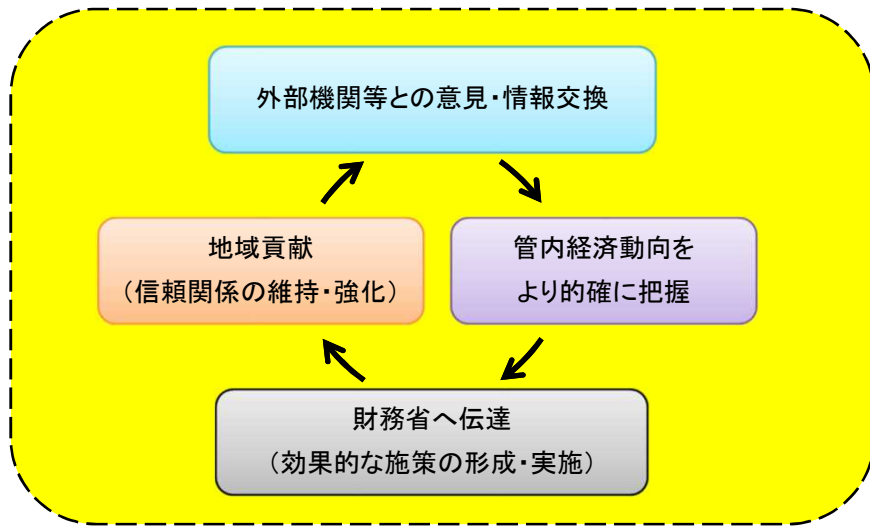 外部機関等との意見・情報交換
地域貢献
（信頼関係の維持・強化）
管内経済動向を
より的確に把握
財務省へ伝達
（効果的な施策の形成・実施）